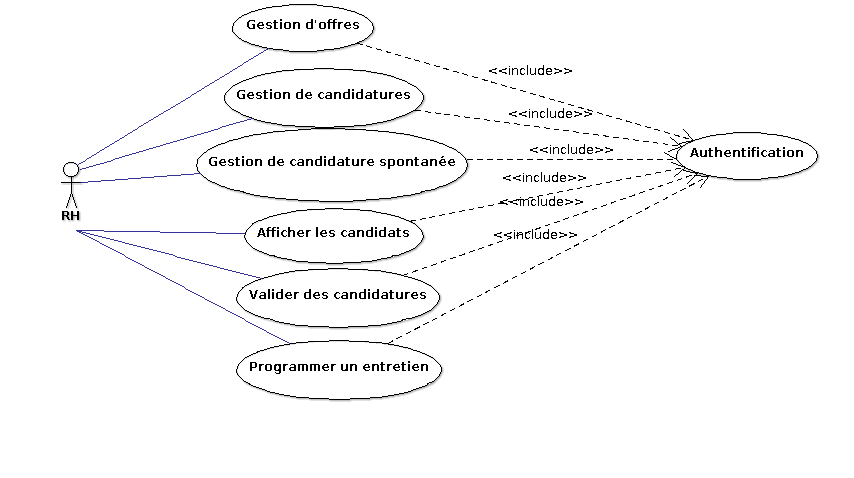 Gestion d'offres
<<include>>
Gestion de candidatures
<<include>>
Authentification
<<include>>
Gestion de candidature spontanée
<<include>>
<<include>>
RH
Afficher les candidats
<<include>>
Valider des candidatures
Programmer un entretien